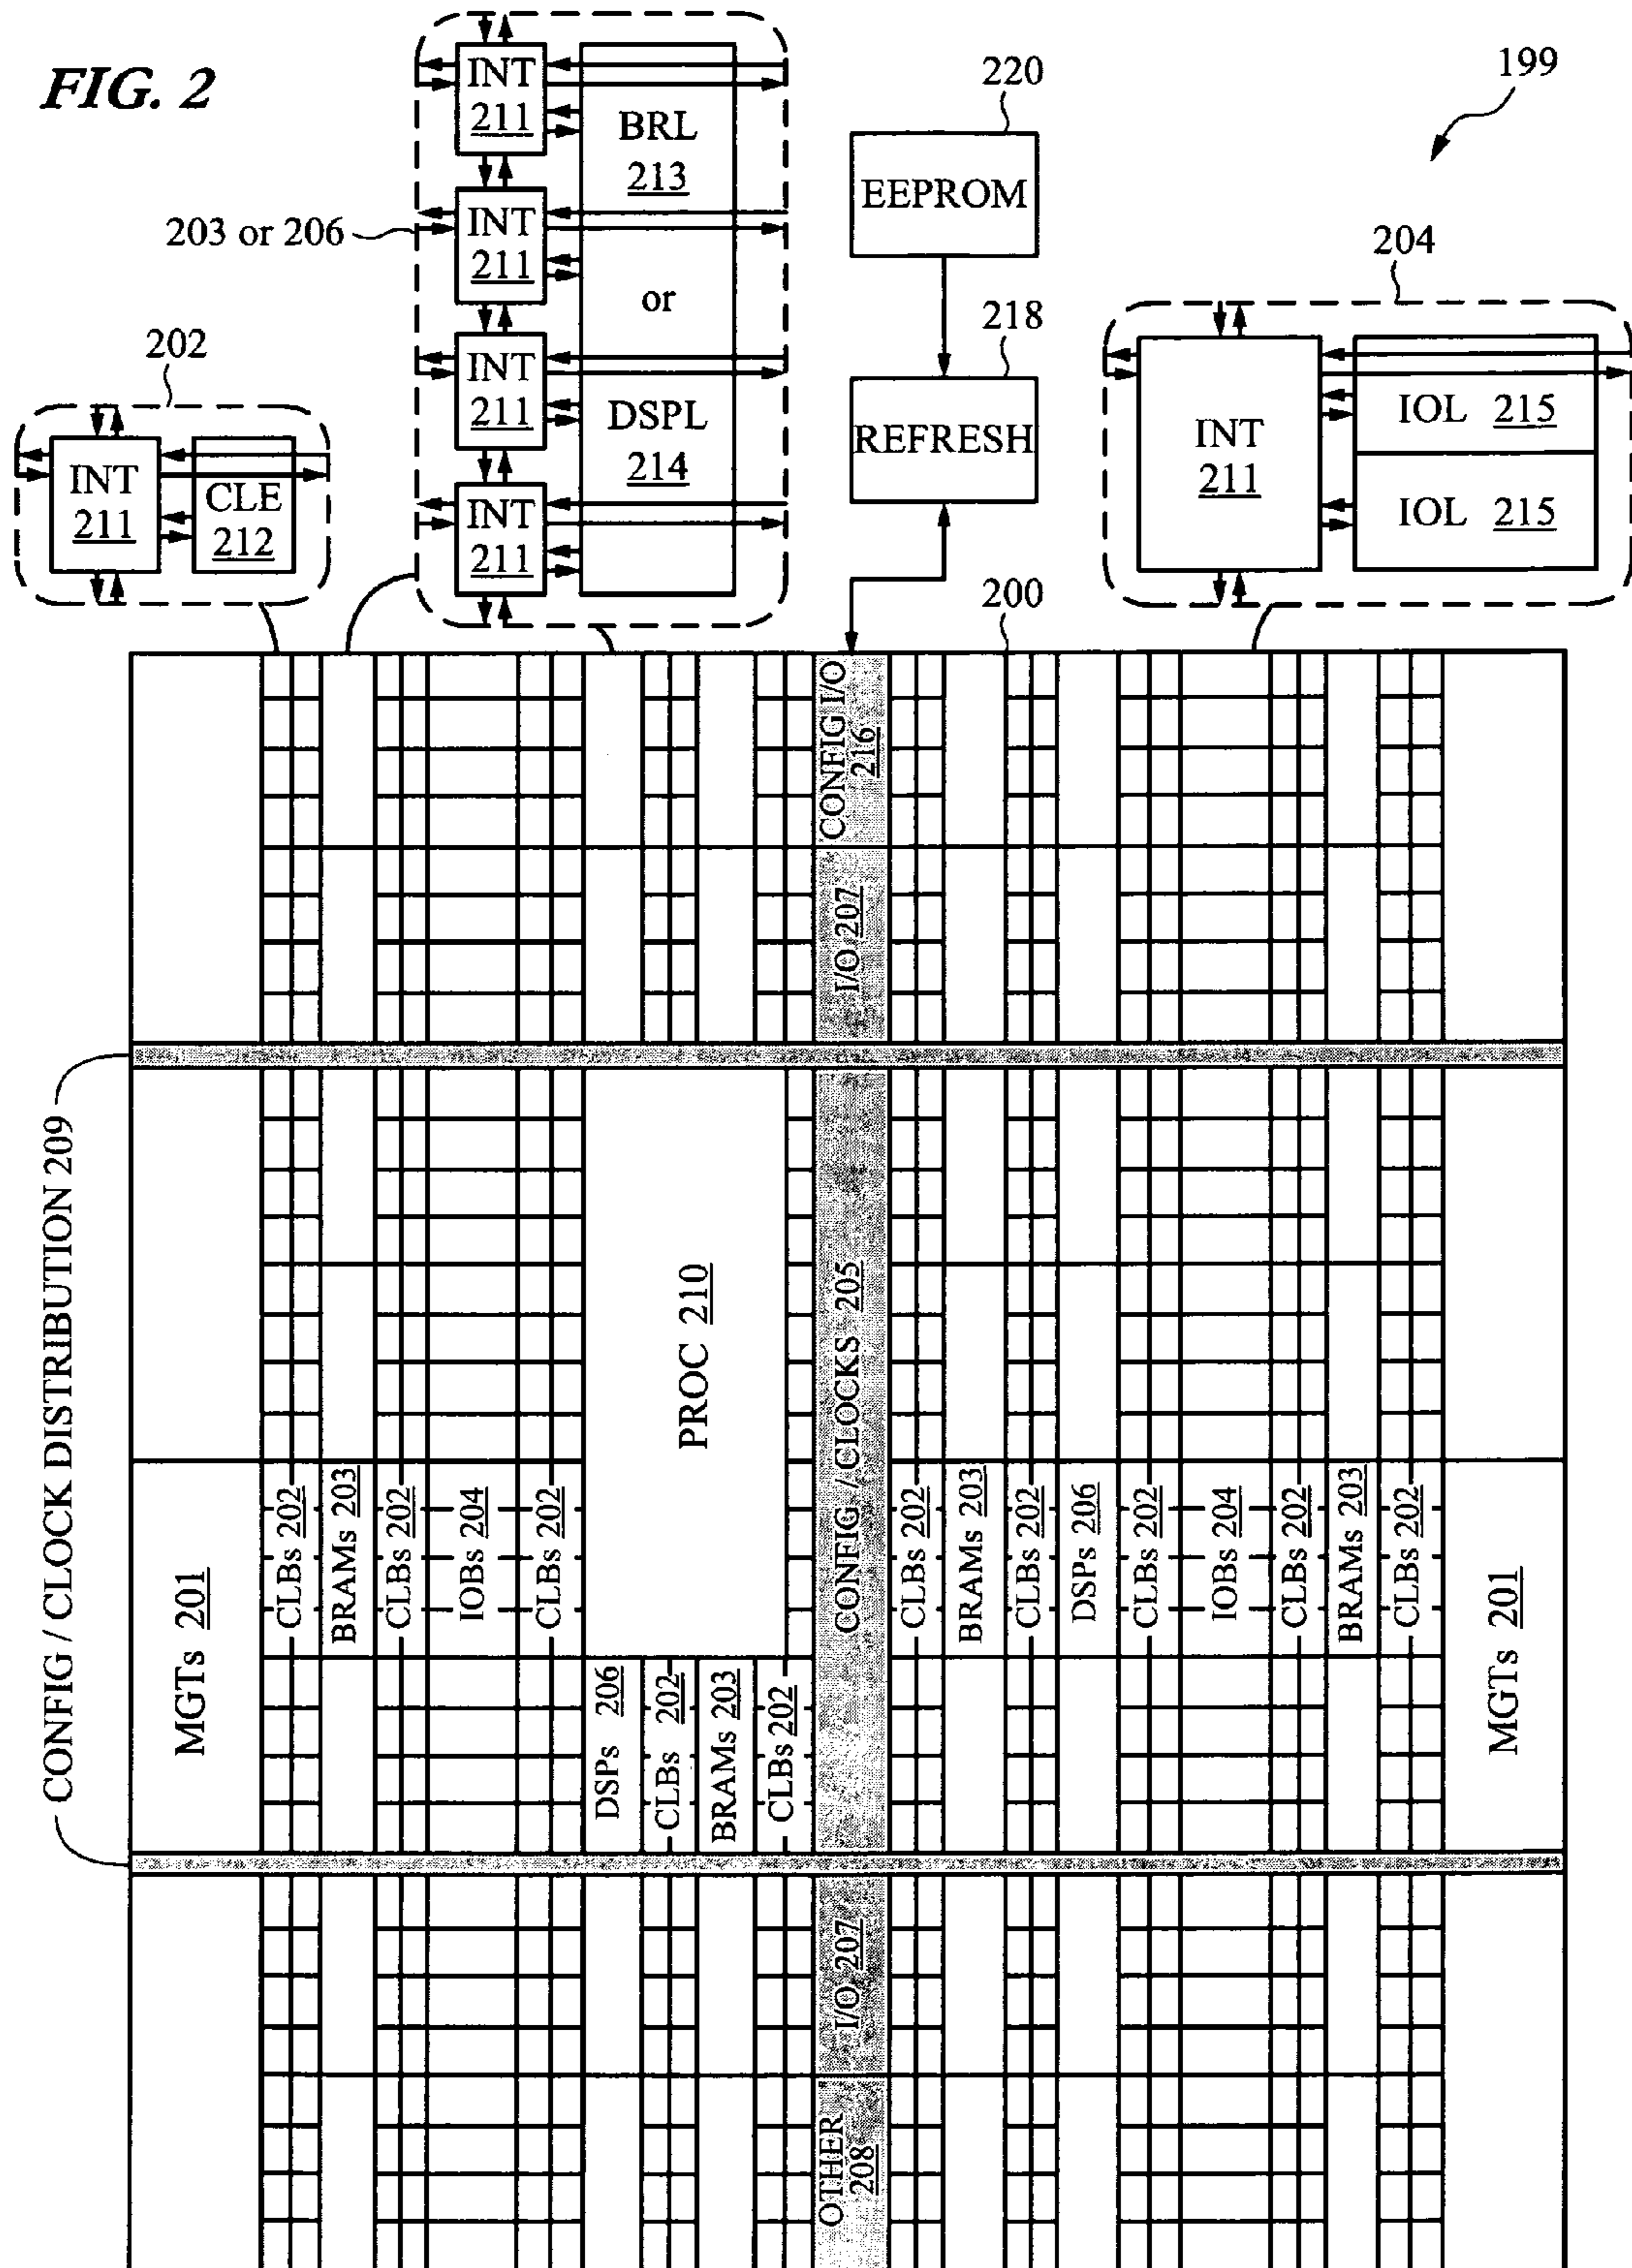 FIG. 2
199
220
EEPROM
218
REFRESH
203 or 206
INT
211
INT
211
INT
211
INT
211
BRL
213
or
DSPL
214
202
INT
211
CLE
212
204
INT
211
IOL 215
IOL 215
200
CONFIG I/O
216
I/O 207
CONFIG / CLOCK DISTRIBUTION 209
PROC 210
CONFIG / CLOCKS 205
MGTs 201
CLBs 202
BRAMs 203
CLBs 202
IOBs 204
CLBs 202
DSPs 206
CLBs 202
BRAMs 203
CLBs 202
CLBs 202
BRAMs 203
CLBs 202
DSPs 206
CLBs 202
IOBs 204
CLBs 202
BRAMs 203
CLBs 202
MGTs 201
I/O 207
OTHER
208